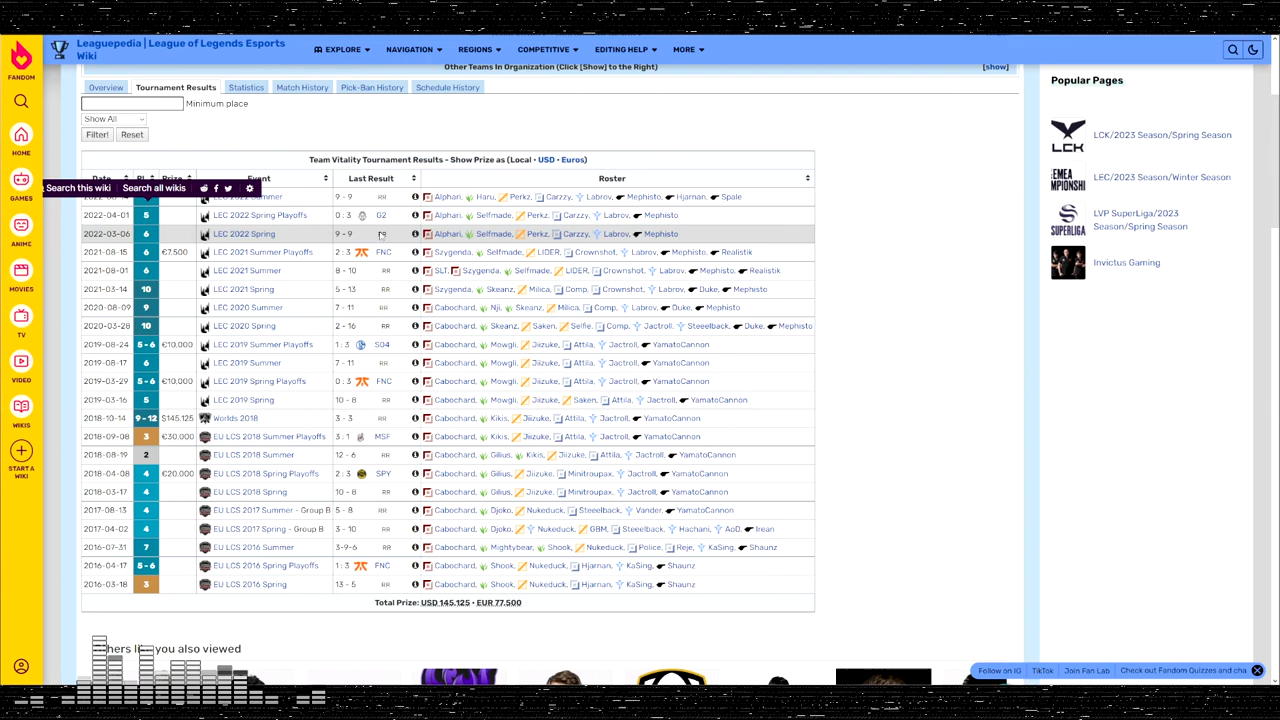 Leaguepedia | League of Legends Esports
Wiki
EXPLORE
NAVIGATION
REGIONS
COMPETITIVE
EDITING HELP
MORE
FANDOM
HOME
GAMES
ANIME
MOVIES
TV
VIDEO
WIKIS
START A
WIKI
Other Teams In Organization (Click [Show] to the Right)
[show]
Overview
Tournament Results
Statistics
Match History
Pick-Ban History
Schedule History
Minimum place
Show All
Filter!
Reset
Team Vitality Tournament Results - Show Prize as (Local • USD • Euros)
Date Pl. Prize Event Last Result Roster
Search this wiki Search all wikis
9 - 9 RR Alphari, Haru, Perkz, Carzzy, Labrov, Mephisto, Hjarnan, Spale
2022-04-01 5 LEC 2022 Spring Playoffs 0 : 3 G2 Alphari, Selfmade, Perkz, Carzzy, Labrov, Mephisto
2022-03-06 6 LEC 2022 Spring 9 - 9 Alphari, Selfmade, Perkz, Carzzy, Labrov, Mephisto
2021-08-15 6 €7,500 LEC 2021 Summer Playoffs 2 : 3 FNC Szygenda, Selfmade, LIDER, Crownshot, Labrov, Mephisto, Realistik
2021-08-01 6 LEC 2021 Summer 8 - 10 RR SLT, Szygenda, Selfmade, LIDER, Crownshot, Labrov, Mephisto, Realistik
2021-03-14 10 LEC 2021 Spring 5 - 13 RR Szygenda, Skeanz, Milica, Comp, Crownshot, Labrov, Duke, Mephisto
2020-08-09 9 LEC 2020 Summer 7 - 11 RR Cabochard, Nji, Skeanz, Milica, Comp, Labrov, Duke, Mephisto
2020-03-28 10 LEC 2020 Spring 2 - 16 RR Cabochard, Skeanz, Saken, Selfie, Comp, Jactroll, Steeelback, Duke, Mephisto
2019-08-24 5 - 6 €10,000 LEC 2019 Summer Playoffs 1 : 3 S04 Cabochard, Mowgli, Jiizuke, Attila, Jactroll, YamatoCannon
2019-08-17 6 LEC 2019 Summer 7 - 11 RR Cabochard, Mowgli, Jiizuke, Attila, Jactroll, YamatoCannon
2019-03-29 5 - 6 €10,000 LEC 2019 Spring Playoffs 0 : 3 FNC Cabochard, Mowgli, Jiizuke, Attila, Jactroll, YamatoCannon
2019-03-16 5 LEC 2019 Spring 10 - 8 RR Cabochard, Mowgli, Jiizuke, Saken, Attila, Jactroll, YamatoCannon
2018-10-14 9 - 12 $145,125 Worlds 2018 3 - 3 RR Cabochard, Kikis, Jiizuke, Attila, Jactroll, YamatoCannon
2018-09-08 3 €30,000 EU LCS 2018 Summer Playoffs 3 : 1 MSF Cabochard, Kikis, Jiizuke, Attila, Jactroll, YamatoCannon
2018-08-19 2 EU LCS 2018 Summer 12 - 6 RR Cabochard, Gilius, Kikis, Jiizuke, Attila, Jactroll, YamatoCannon
2018-04-08 4 €20,000 EU LCS 2018 Spring Playoffs 2 : 3 SPY Cabochard, Gilius, Jiizuke, Minitroupax, Jactroll, YamatoCannon
2018-03-17 4 EU LCS 2018 Spring 10 - 8 RR Cabochard, Gilius, Jiizuke, Minitroupax, Jactroll, YamatoCannon
2017-08-13 4 EU LCS 2017 Summer - Group B 5 - 8 RR Cabochard, Djoko, Nukeduck, Steeelback, Vander, YamatoCannon
2017-04-02 4 EU LCS 2017 Spring - Group B 3 - 10 RR Cabochard, Djoko, Nukeduck, GBM, Steeelback, Hachani, AoD, Irean
2016-07-31 7 EU LCS 2016 Summer 3-9-6 RR Cabochard, Mightybear, Shook, Nukeduck, Police, Reje, KaSing, Shaunz
2016-04-17 5 - 6 EU LCS 2016 Spring Playoffs 1 : 3 FNC Cabochard, Shook, Nukeduck, Hjarnan, KaSing, Shaunz
2016-03-18 3 EU LCS 2016 Spring 13 - 5 RR Cabochard, Shook, Nukeduck, Hjarnan, KaSing, Shaunz
Total Prize: USD 145,125 • EUR 77,500
you also viewed
Popular Pages
LCK
LCK/2023 Season/Spring Season
EMEA
MPIONSHI
LEC/2023 Season/Winter Season
SUPERLIGA
LVP SuperLiga/2023
Season/Spring Season
Invictus Gaming
Follow on IG
TikTok
Join Fan Lab
Check out Fandom Quizzes and cha